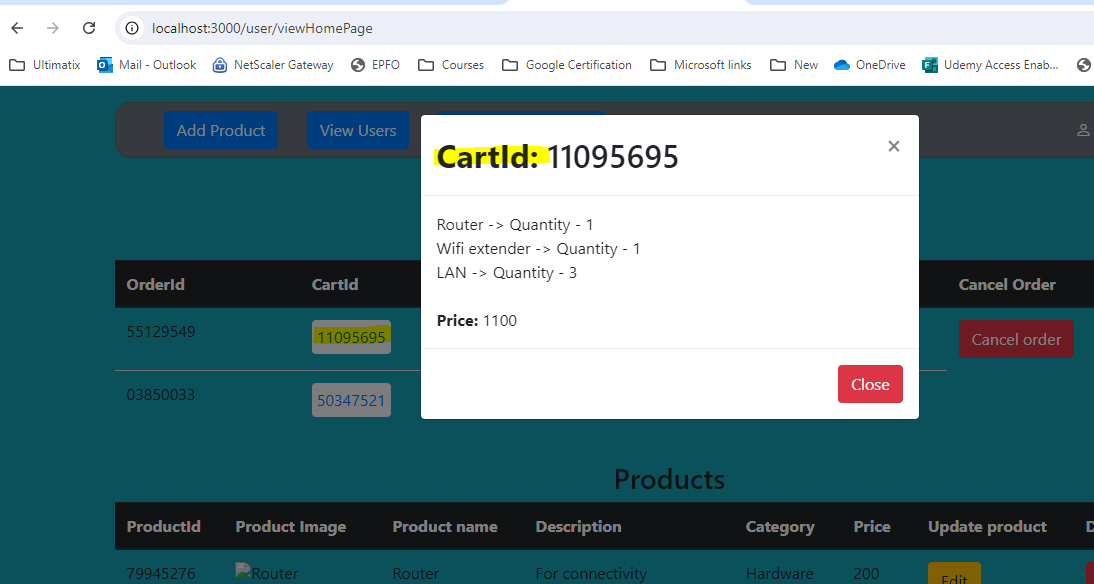 localhost:3000/user/viewHomePage
Ultimatix Mail - Outlook NetScaler Gateway EPFO Courses Google Certification Microsoft links New OneDrive Udemy Access Enab...
Add Product View Users
CartId: 11095695
×
Router -> Quantity - 1
Wifi extender -> Quantity - 1
LAN -> Quantity - 3
Price: 1100
Close
OrderId CartId Cancel Order
55129549 11095695 Cancel order
03850033 50347521
Products
ProductId Product Image Product name Description Category Price Update product D
79945276 Router Router For connectivity Hardware 200 Edit